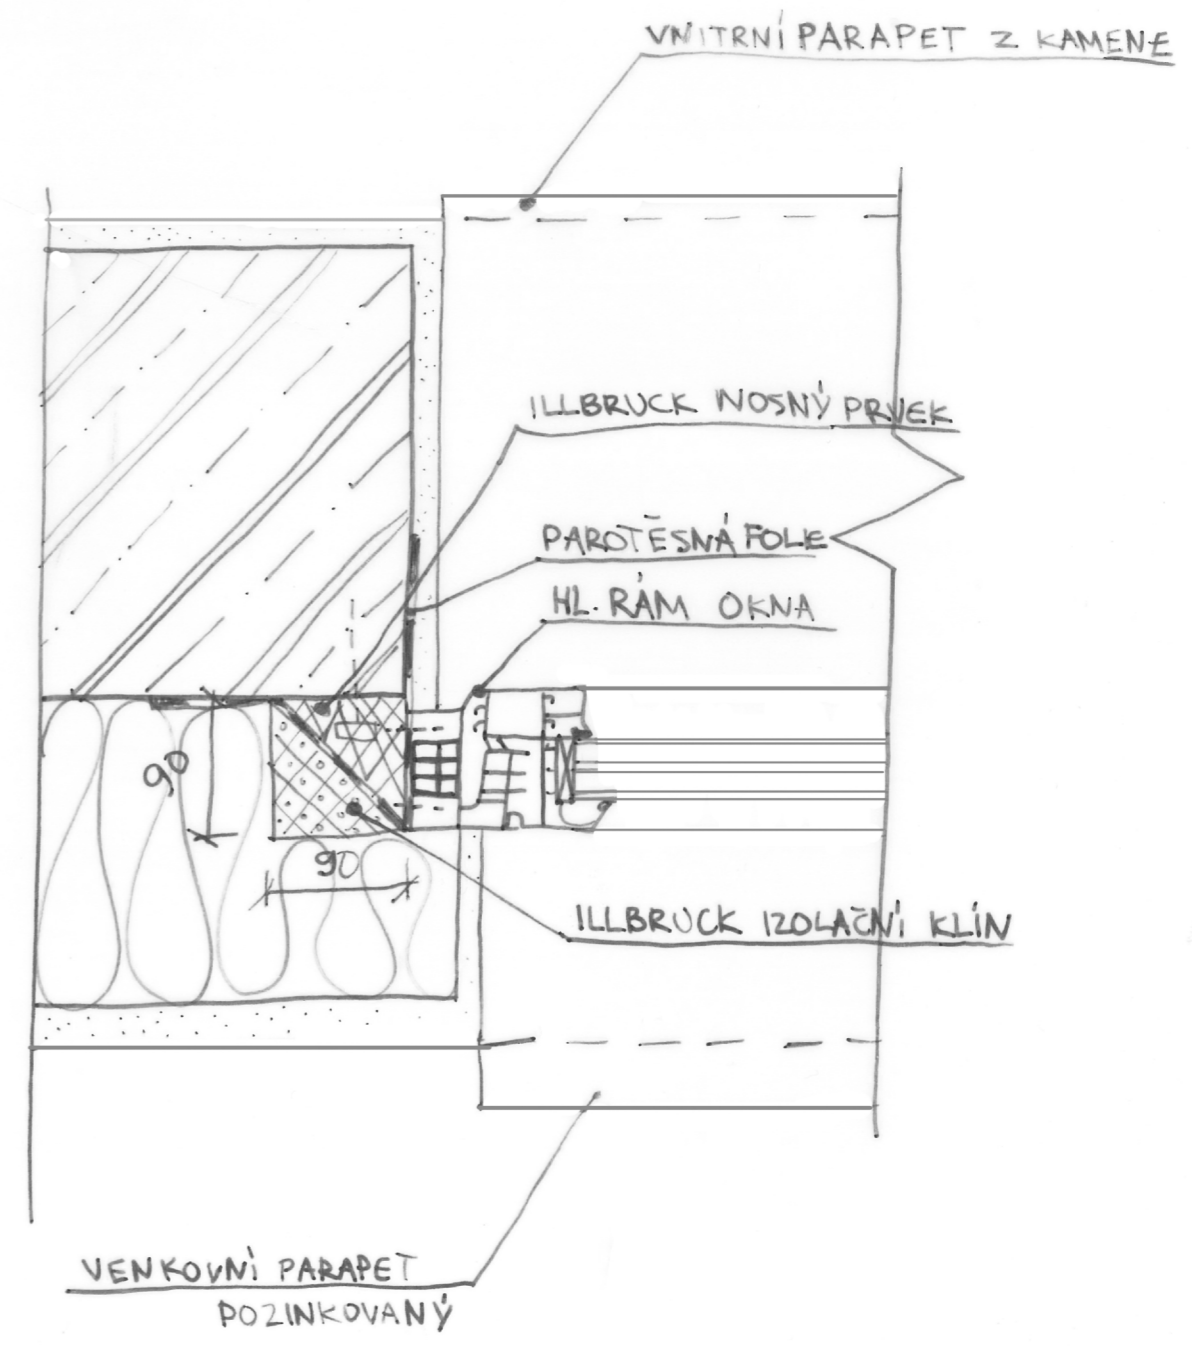 VNITRNÍ PARAPET Z KAMENE
ILLBRUCK NOSNÝ PRVEK
PAROTĚSNÁ FOLIE
HL. RÁM OKNA
90
90
ILLBRUCK IZOLAČNÍ KLÍN
VENKOVNÍ PARAPET
POZINKOVANÝ